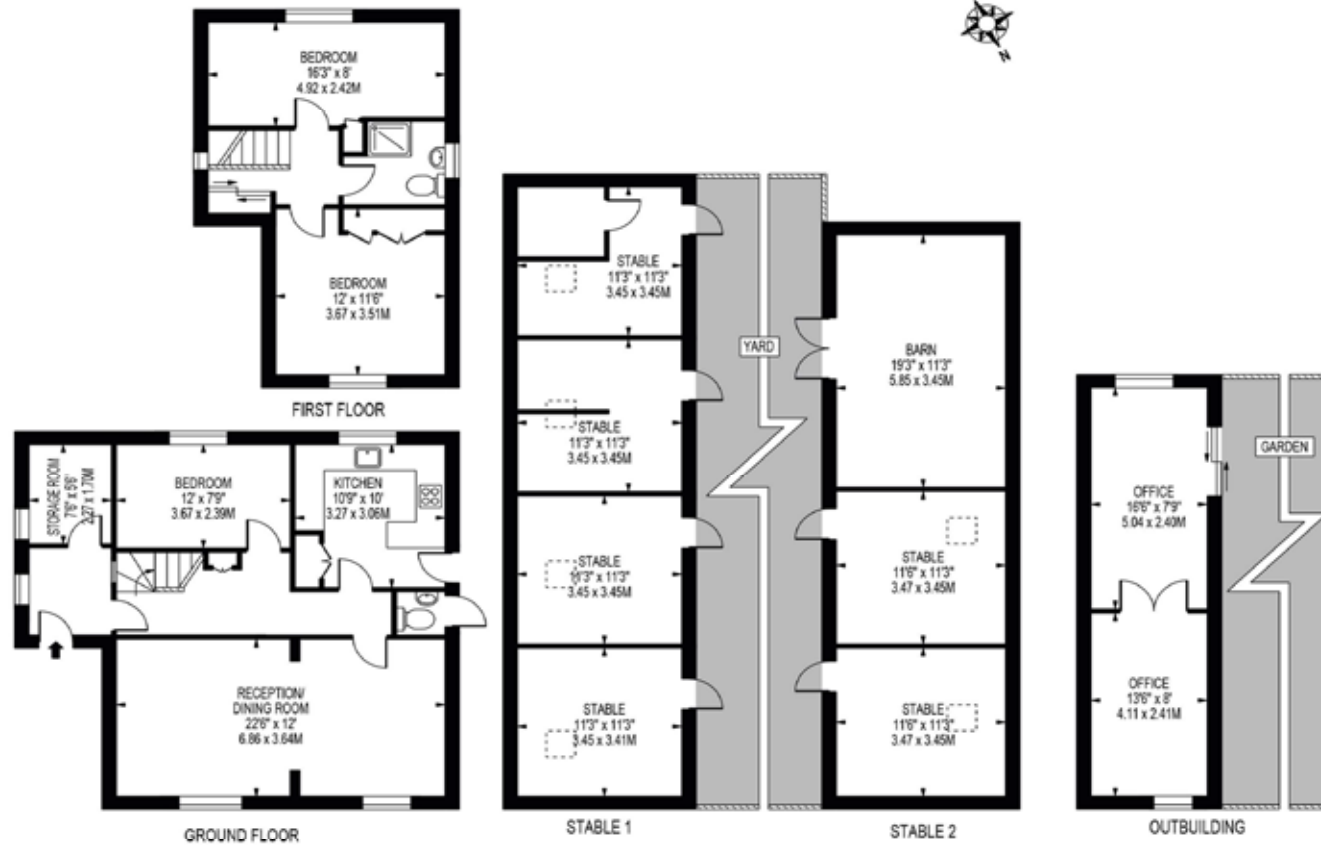 N
BEDROOM
16'3" x 8'
4.92 x 2.42M
BEDROOM
12' x 11'6"
3.67 x 3.51M
FIRST FLOOR
STORAGE ROOM
7'6" x 5'6"
2.27 x 1.70M
BEDROOM
12' x 7'9"
3.67 x 2.39M
KITCHEN
10'9" x 10'
3.27 x 3.06M
RECEPTION/
DINING ROOM
22'6" x 12'
6.86 x 3.64M
GROUND FLOOR
STABLE
11'3" x 11'3"
3.45 x 3.45M
STABLE
11'3" x 11'3"
3.45 x 3.45M
STABLE
11'3" x 11'3"
3.45 x 3.45M
STABLE
11'3" x 11'3"
3.45 x 3.41M
STABLE 1
YARD
BARN
19'3" x 11'3"
5.85 x 3.45M
STABLE
11'6" x 11'3"
3.47 x 3.45M
STABLE
11'6" x 11'3"
3.47 x 3.45M
STABLE 2
OFFICE
16'6" x 7'9"
5.04 x 2.40M
OFFICE
13'6" x 8'
4.11 x 2.41M
GARDEN
OUTBUILDING